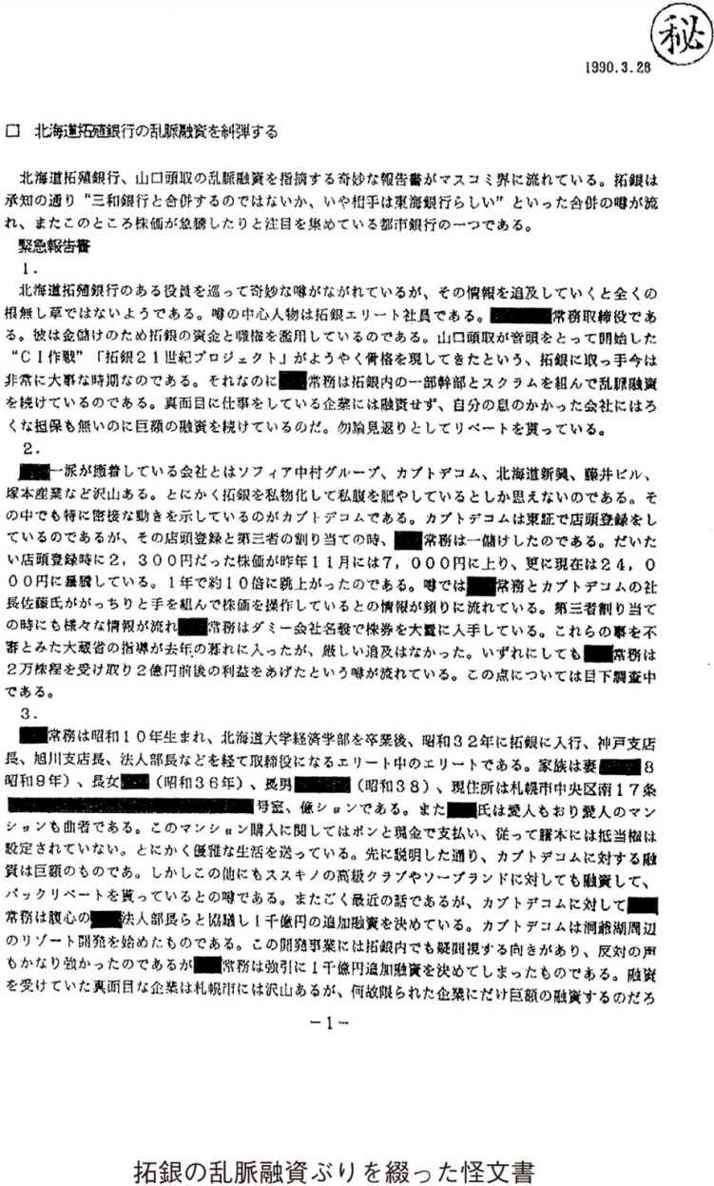 秘
1990.3.28
□ 北海道拓殖銀行の乱脈融資を糾弾する
北海道拓殖銀行、山口頭取の乱脈融資を指摘する奇妙な報告書がマスコミ界に流れている。拓銀は
承知の通り“三和銀行と合併するのではないか、いや相手は東海銀行らしい”といった合併の噂が流
れ、またこのところ株価が急騰したりと注目を集めている都市銀行の一つである。
緊急報告書
1.
北海道拓殖銀行のある役員を巡って奇妙な噂がながれているが、その情報を追及していくと全くの
根無し草ではないようである。噂の中心人物は拓銀エリート社員である。常務取締役であ
る。彼は金儲けのため拓銀の資金と職権を濫用しているのである。山口頭取が音頭をとって開始した
“CI作戦”「拓銀21世紀プロジェクト」がようやく骨格を現してきたという、拓銀に取っ手今は
非常に大事な時期なのである。それなのに常務は拓銀内の一部幹部とスクラムを組んで乱脈融資
を続けているのである。真面目に仕事をしている企業には融資せず、自分の息のかかった会社にはろ
くな担保も無いのに巨額の融資を続けているのだ。勿論見返りとしてリベートを貰っている。
2.
一派が癒着している会社とはソフィア中村グループ、カブトデコム、北海道新興、藤井ビル、
塚本産業など沢山ある。とにかく拓銀を私物化して私腹を肥やしているとしか思えないのである。そ
の中でも特に密接な動きを示しているのがカブトデコムである。カブトデコムは東証で店頭登録をし
ているのであるが、その店頭登録と第三者の割り当ての時、常務は一儲けしたのである。だいた
い店頭登録時に2,300円だった株価が昨年11月には7,000円に上り、更に現在は24,0
00円に暴騰している。1年で約10倍に跳上がったのである。噂では常務とカブトデコムの社
長佐藤氏ががっちりと手を組んで株価を操作しているとの情報が頻りに流れている。第三者割り当て
の時にも様々な情報が流れ常務はダミー会社名義で株券を大量に入手している。これらの事を不
審とみた大蔵省の指導が去年の暮れに入ったが、厳しい追及はなかった。いずれにしても常務は
2万株程を受け取り2億円前後の利益をあげたという噂が流れている。この点については目下調査中
である。
3.
常務は昭和10年生まれ、北海道大学経済学部を卒業後、昭和32年に拓銀に入行、神戸支店
長、旭川支店長、法人部長などを経て取締役になるエリート中のエリートである。家族は妻8
昭和9年）、長女（昭和36年）、長男（昭和38）、現住所は札幌市中央区南17条
号室、億ションである。また氏は愛人もおり愛人のマン
ションも曲者である。このマンション購入に関してはポンと現金で支払い、従って謄本には抵当権は
設定されていない。とにかく優雅な生活を送っている。先に説明した通り、カブトデコムに対する融
資は巨額のものであ。しかしこの他にもススキノの高級クラブやソープランドに対しても融資して、
バックリベートを貰っているとの噂である。またごく最近の話であるが、カブトデコムに対して
常務は腹心の法人部長らと協議し1千億円の追加融資を決めている。カブトデコムは洞爺湖周辺
のリゾート開発を始めたものである。この開発事業には拓銀内でも疑問視する向きがあり、反対の声
もかなり強かったのであるが常務は強引に1千億円追加融資を決めてしまったものである。融資
を受けていた真面目な企業は札幌市には沢山あるが、何故限られた企業にだけ巨額の融資するのだろ
－1－
拓銀の乱脈融資ぶりを綴った怪文書